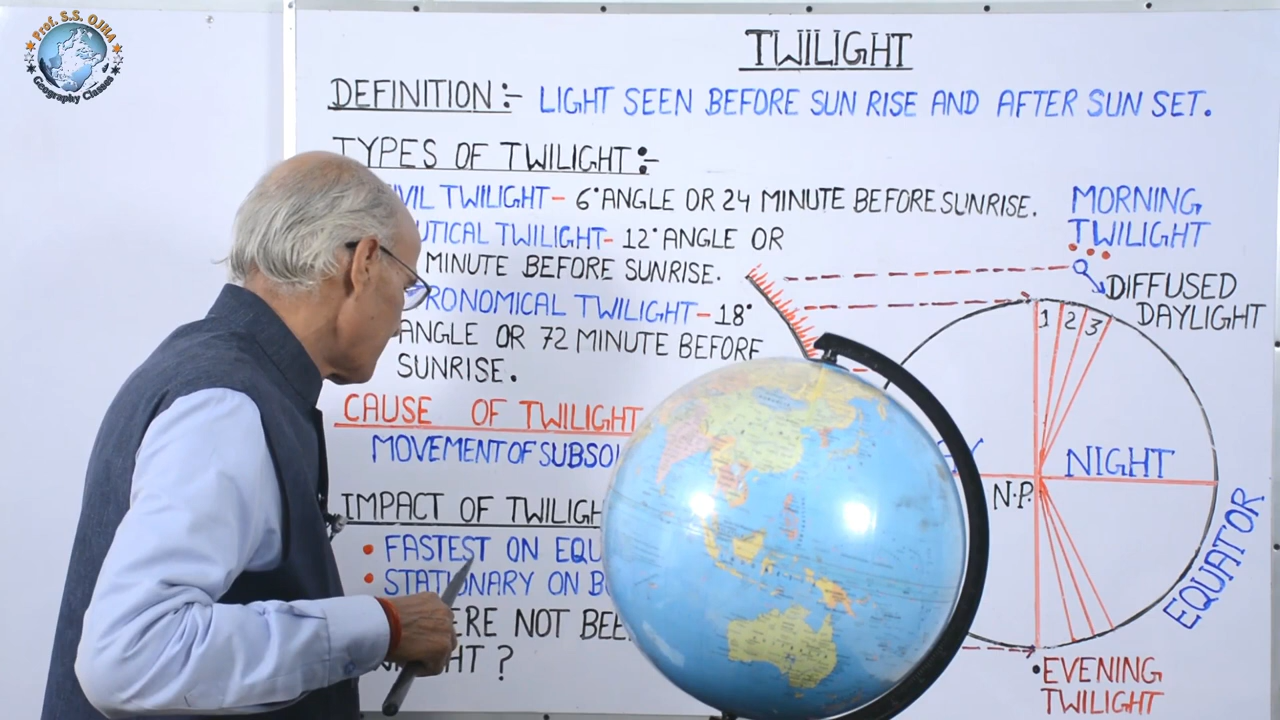 Prof. S.S. OJHA
Geography Classes
TWILIGHT
DEFINITION:- LIGHT SEEN BEFORE SUN RISE AND AFTER SUN SET.
TYPES OF TWILIGHT:-
IVIL TWILIGHT- 6° ANGLE OR 24 MINUTE BEFORE SUNRISE.
UTICAL TWILIGHT- 12° ANGLE OR
MINUTE BEFORE SUNRISE.
RONOMICAL TWILIGHT- 18°
ANGLE OR 72 MINUTE BEFORE
SUNRISE.
CAUSE OF TWILIGHT
MOVEMENT OF SUBSOL
IMPACT OF TWILIGH
• FASTEST ON EQU
• STATIONARY ON B
ERE NOT BEE
HT ?
MORNING
TWILIGHT
DIFFUSED
DAYLIGHT
1 2 3
NIGHT
N.P.
EQUATOR
EVENING
TWILIGHT